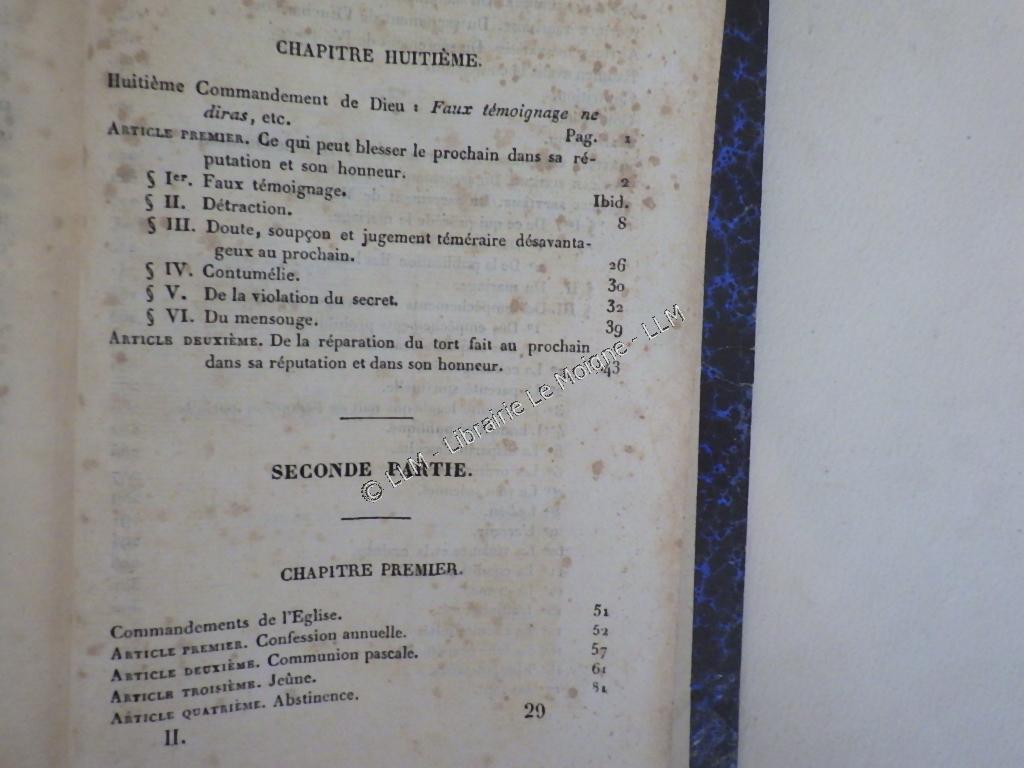 CHAPITRE HUITIÈME.
Huitième Commandement de Dieu : Faux témoignage ne
diras, etc. Pag. 1
ARTICLE PREMIER. Ce qui peut blesser le prochain dans sa ré-
putation et son honneur. 2
§ Ier. Faux témoignage. Ibid.
§ II. Détraction. 8
§ III. Doute, soupçon et jugement téméraire désavanta-
geux au prochain. 26
§ IV. Contumélie. 30
§ V. De la violation du secret. 32
§ VI. Du mensouge. 39
ARTICLE DEUXIÈME. De la réparation du tort fait au prochain
dans sa réputation et dans son honneur. 43
© LLM - Librairie Le Moigne - LLM
SECONDE PARTIE.
CHAPITRE PREMIER.
Commandements de l'Eglise. 51
ARTICLE PREMIER. Confession annuelle. 52
ARTICLE DEUXIÈME. Communion pascale. 57
ARTICLE TROISIÈME. Jeûne. 61
ARTICLE QUATRIÈME. Abstinence. 81
II. 29